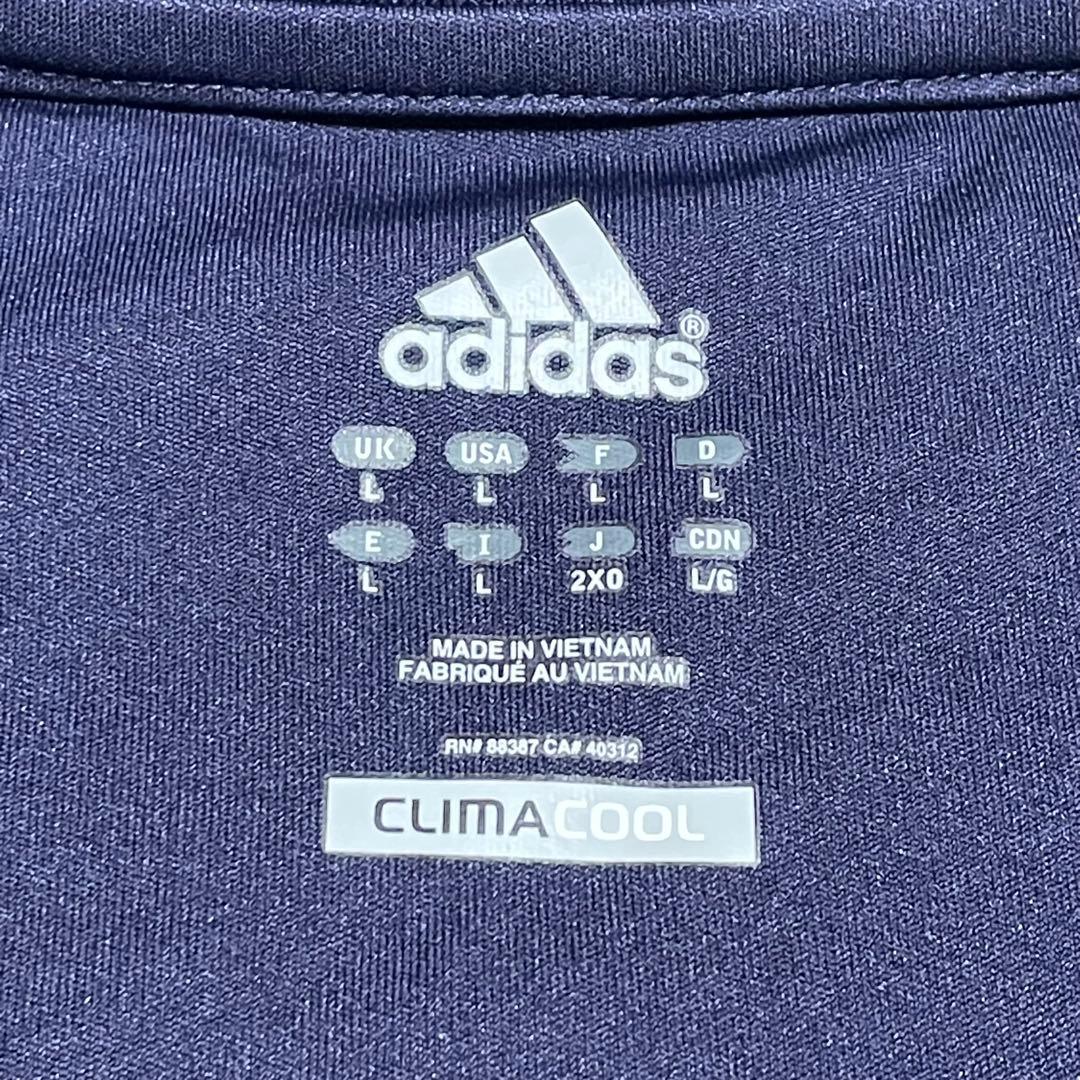 adidas®
UK USA F D
L L L L
E I J CDN
L L 2XO L/G
MADE IN VIETNAM
FABRIQUÉ AU VIETNAM
RN# 88387 CA# 40312
CLIMACOOL